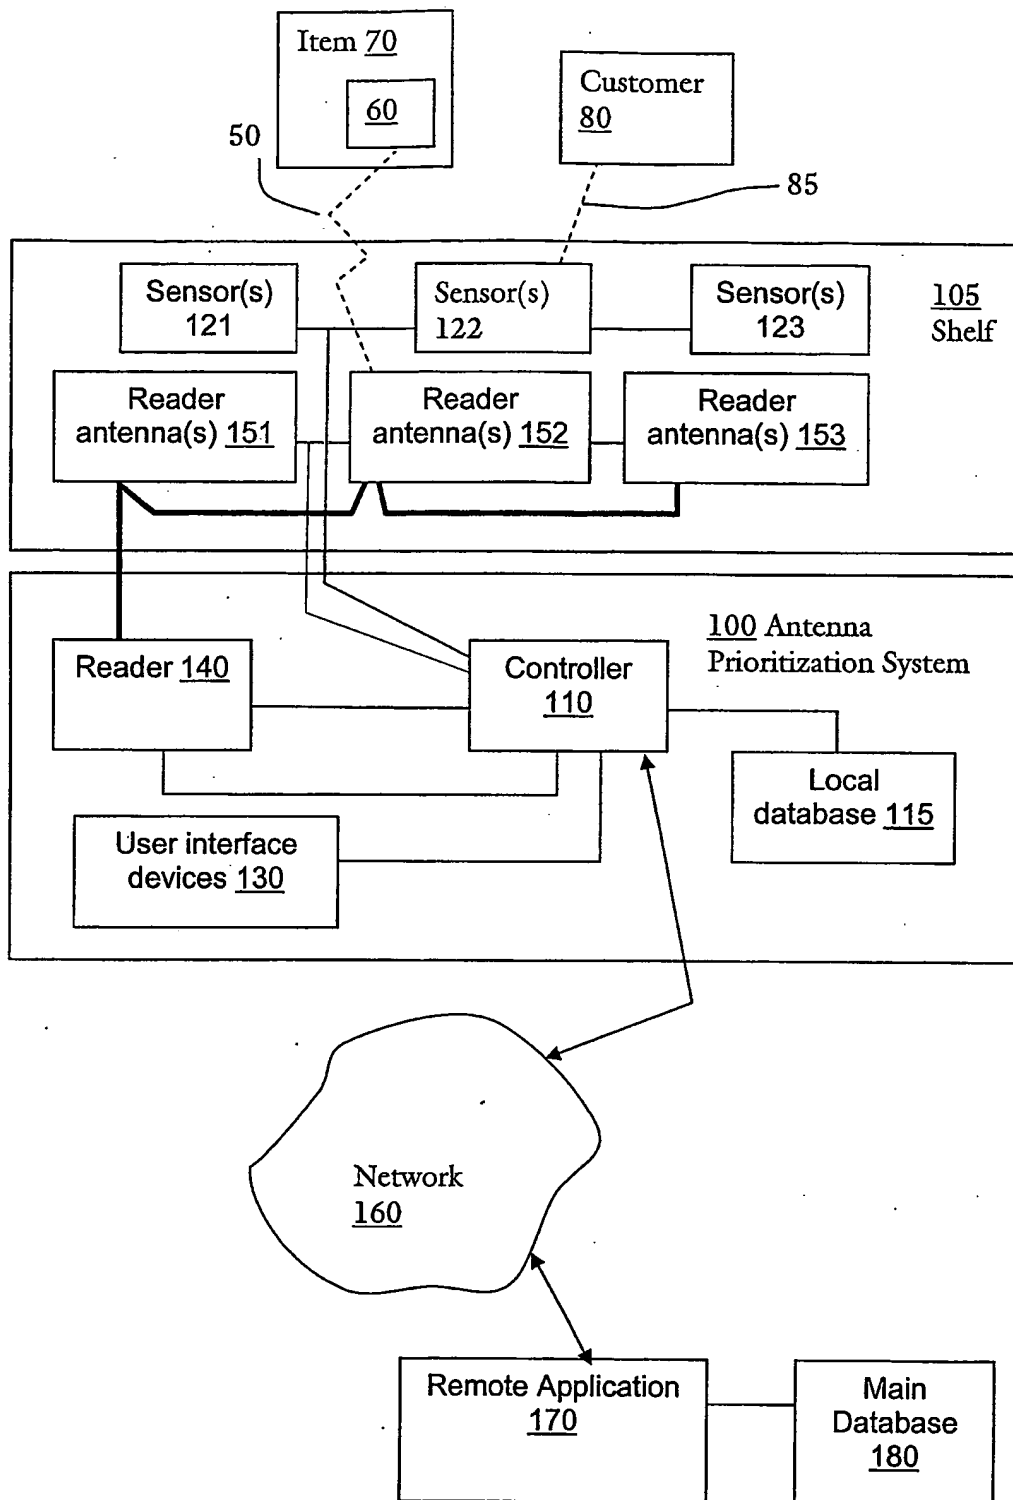 Item 70
60
Customer
80
50
85
Sensor(s)
121
Sensor(s)
122
Sensor(s)
123
105
Shelf
Reader
antenna(s) 151
Reader
antenna(s) 152
Reader
antenna(s) 153
100 Antenna
Prioritization System
Reader 140
Controller
110
Local
database 115
User interface
devices 130
Network
160
Remote Application
170
Main
Database
180